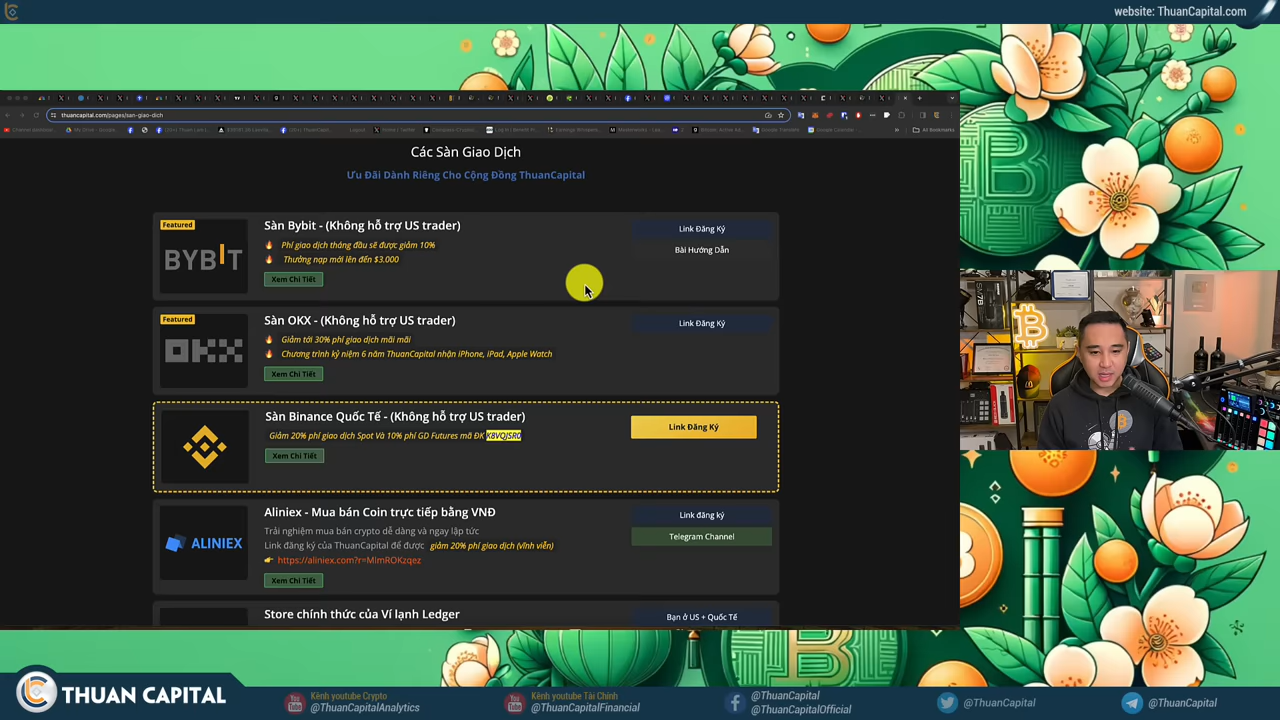 website: ThuanCapital.com
thuancapital.com/pages/san-giao-dich
All Bookmarks
Các Sàn Giao Dịch
Ưu Đãi Dành Riêng Cho Cộng Đồng ThuanCapital
Featured
BYBIT
Sàn Bybit - (Không hỗ trợ US trader)
🔥 Phí giao dịch tháng đầu sẽ được giảm 10%
🔥 Thưởng nạp mới lên đến $3.000
Xem Chi Tiết
Link Đăng Ký
Bài Hướng Dẫn
Featured
OKX
Sàn OKX - (Không hỗ trợ US trader)
🔥 Giảm tới 30% phí giao dịch mãi mãi
🔥 Chương trình kỷ niệm 6 năm ThuanCapital nhận iPhone, iPad, Apple Watch
Xem Chi Tiết
Link Đăng Ký
Sàn Binance Quốc Tế - (Không hỗ trợ US trader)
Giảm 20% phí giao dịch Spot Và 10% phí GD Futures mã ĐK K8VQJSR0
Xem Chi Tiết
Link Đăng Ký
ALINIEX
Aliniex - Mua bán Coin trực tiếp bằng VNĐ
Trải nghiệm mua bán crypto dễ dàng và ngay lập tức
Link đăng ký của ThuanCapital để được giảm 20% phí giao dịch (vĩnh viễn)
👉 https://aliniex.com?r=MlmROKzqez
Xem Chi Tiết
Link đăng ký
Telegram Channel
Store chính thức của Ví lạnh Ledger
Bạn ở US + Quốc Tế
THUAN CAPITAL
Kênh youtube Crypto
@ThuanCapitalAnalytics
Kênh youtube Tài Chính
@ThuanCapitalFinancial
@ThuanCapital
@ThuanCapitalOfficial
@ThuanCapital
@ThuanCapital